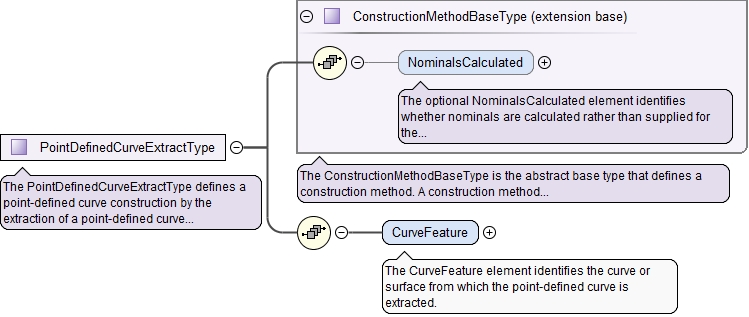 ConstructionMethodBaseType (extension base)
NominalsCalculated
The optional NominalsCalculated element identifies
whether nominals are calculated rather than supplied for
the...
PointDefinedCurveExtractType
The PointDefinedCurveExtractType defines a
point-defined curve construction by the
extraction of a point-defined curve...
The ConstructionMethodBaseType is the abstract base type that defines a
construction method. A construction method...
CurveFeature
The CurveFeature element identifies the curve or
surface from which the point-defined curve is
extracted.